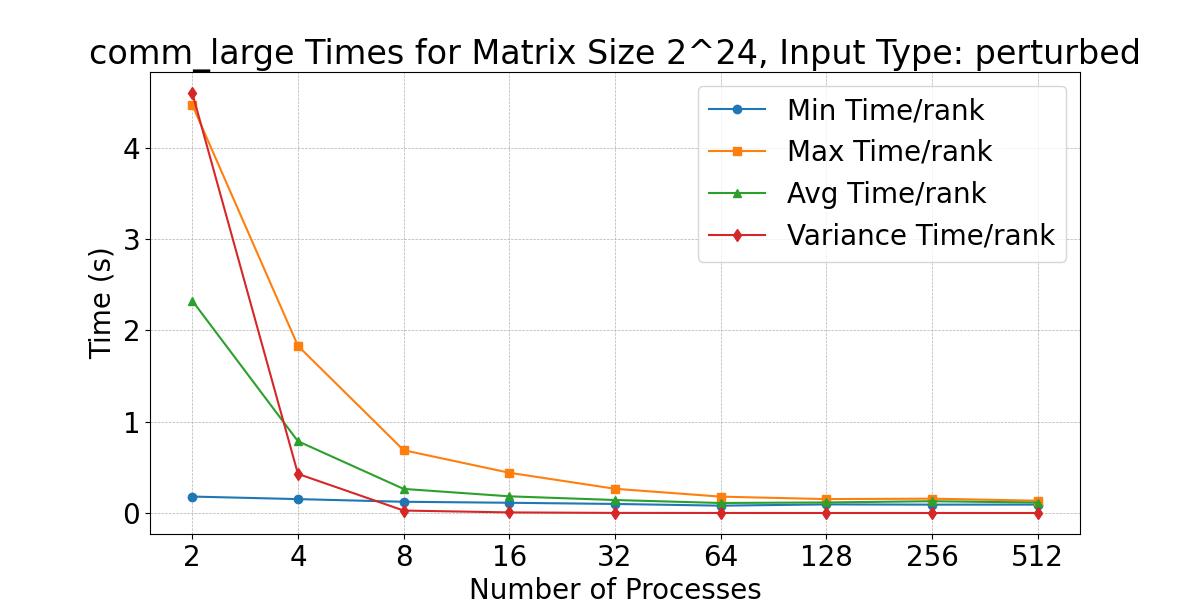 comm_large Times for Matrix Size 2^24, Input Type: perturbed
Min Time/rank
Max Time/rank
Avg Time/rank
Variance Time/rank
Time (s)
4
3
2
1
0
2 4 8 16 32 64 128 256 512
Number of Processes